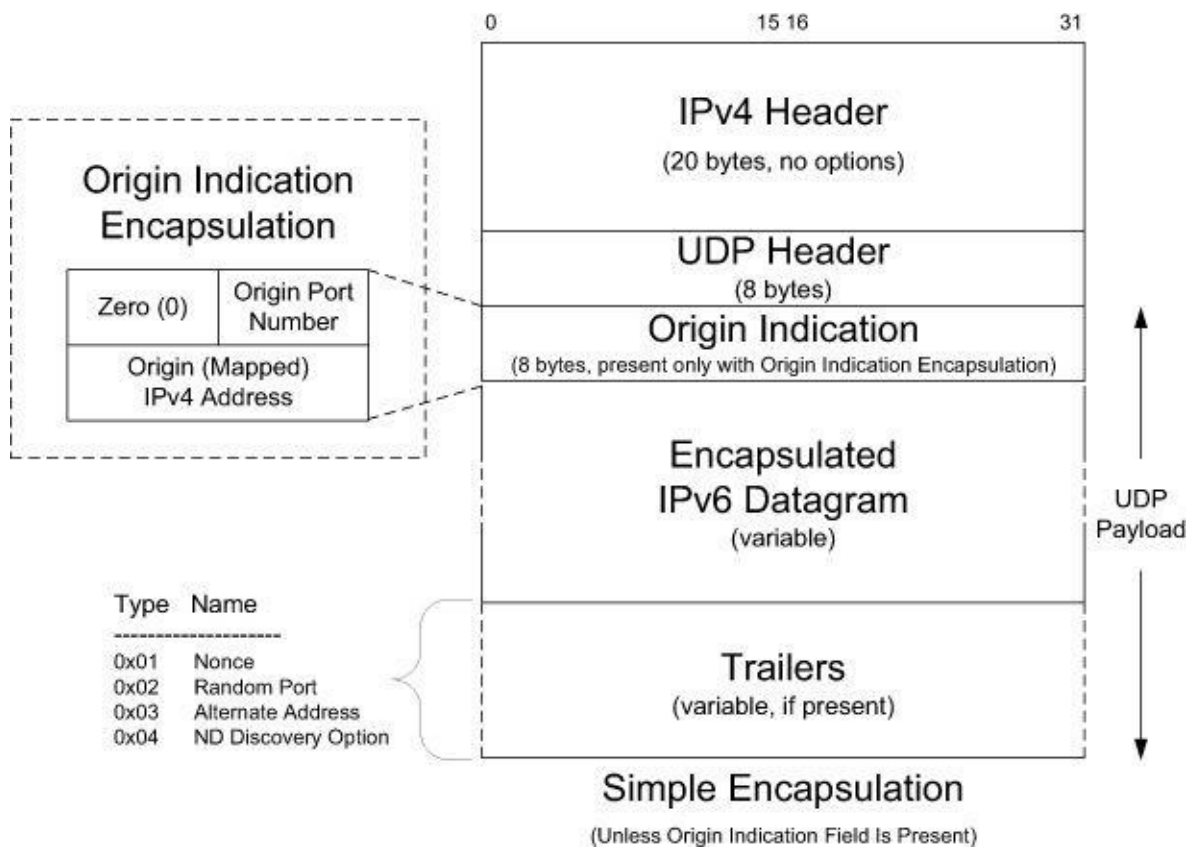 0 15 16 31
IPv4 Header
(20 bytes, no options)
Origin Indication
Encapsulation
Zero (0)
Origin Port
Number
Origin (Mapped)
IPv4 Address
UDP Header
(8 bytes)
Origin Indication
(8 bytes, present only with Origin Indication Encapsulation)
Encapsulated
IPv6 Datagram
(variable)
UDP
Payload
Type Name
--------------------
0x01 Nonce
0x02 Random Port
0x03 Alternate Address
0x04 ND Discovery Option
Trailers
(variable, if present)
Simple Encapsulation
(Unless Origin Indication Field Is Present)